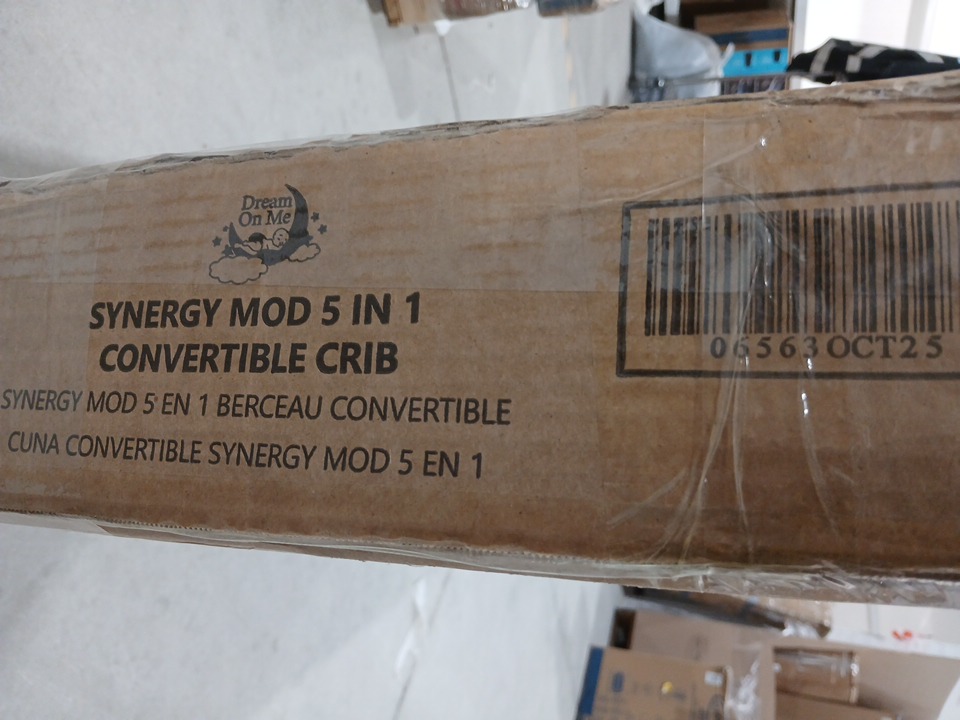 Dream
On Me
SYNERGY MOD 5 IN 1
CONVERTIBLE CRIB
SYNERGY MOD 5 EN 1 BERCEAU CONVERTIBLE
CUNA CONVERTIBLE SYNERGY MOD 5 EN 1
06563OCT25